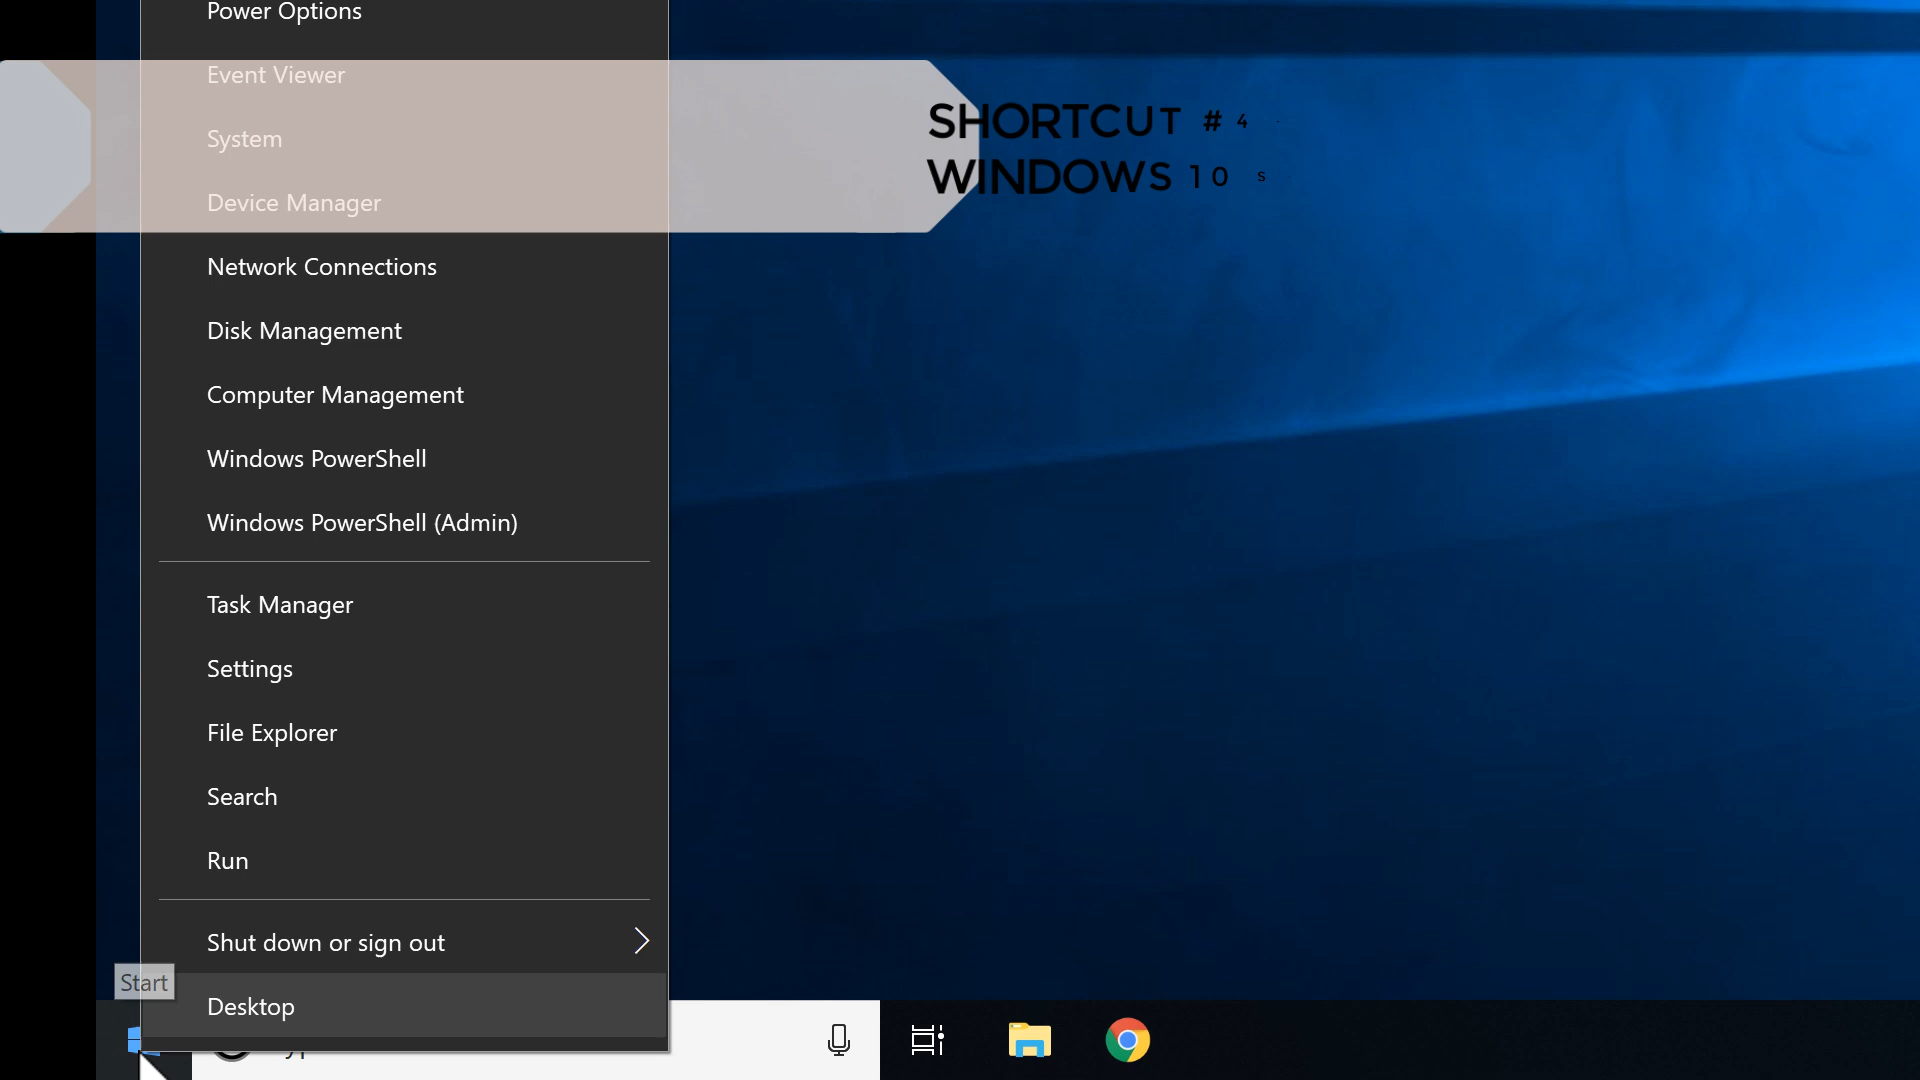 Power Options
Event Viewer
System
Device Manager
SHORTCUT # 4
WINDOWS 10 s
Network Connections
Disk Management
Computer Management
Windows PowerShell
Windows PowerShell (Admin)
Task Manager
Settings
File Explorer
Search
Run
Shut down or sign out
Start
Desktop